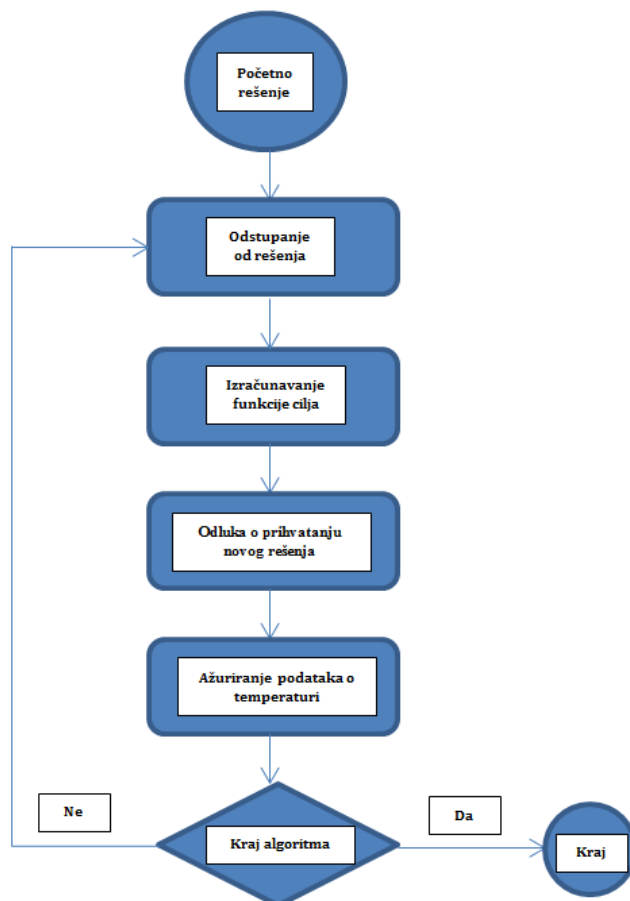 Početno
rešenje
Odstupanje
od rešenja
Izračunavanje
funkcije cilja
Odluka o prihvatanju
novog rešenja
Ažuriranje podataka o
temperaturi
Ne
Kraj algoritma
Da
Kraj